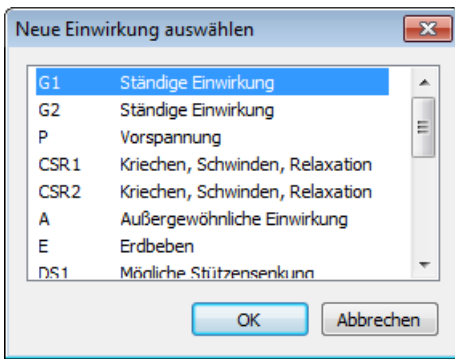 Neue Einwirkung auswählen
G1 Ständige Einwirkung
G2 Ständige Einwirkung
P Vorspannung
CSR1 Kriechen, Schwinden, Relaxation
CSR2 Kriechen, Schwinden, Relaxation
A Außergewöhnliche Einwirkung
E Erdbeben
DS1 Mögliche Stützensenkung
OK Abbrechen